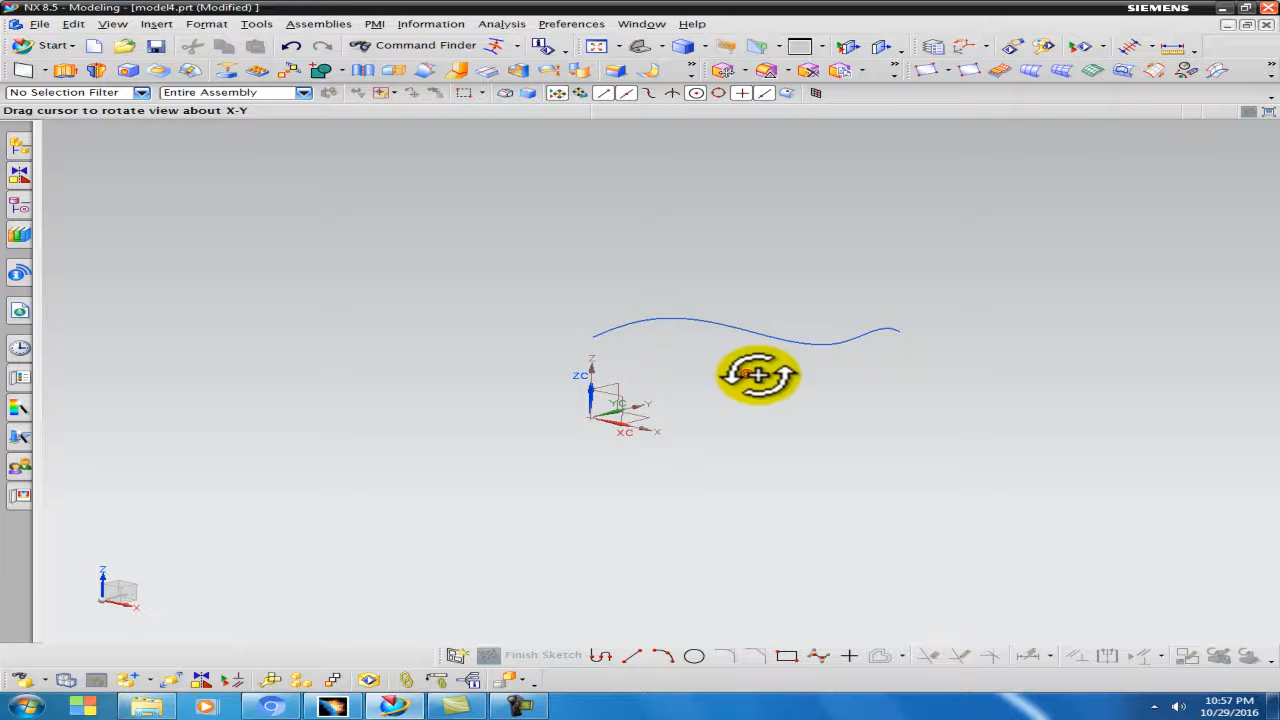 NX 8.5 - Modeling - [model4.prt (Modified) ]
SIEMENS
File Edit View Insert Format Tools Assemblies PMI Information Analysis Preferences Window Help
Start Command Finder
No Selection Filter Entire Assembly
Drag cursor to rotate view about X-Y
Z
ZC
YC Y
XC X
Z
X
Finish Sketch
10:57 PM
10/29/2016